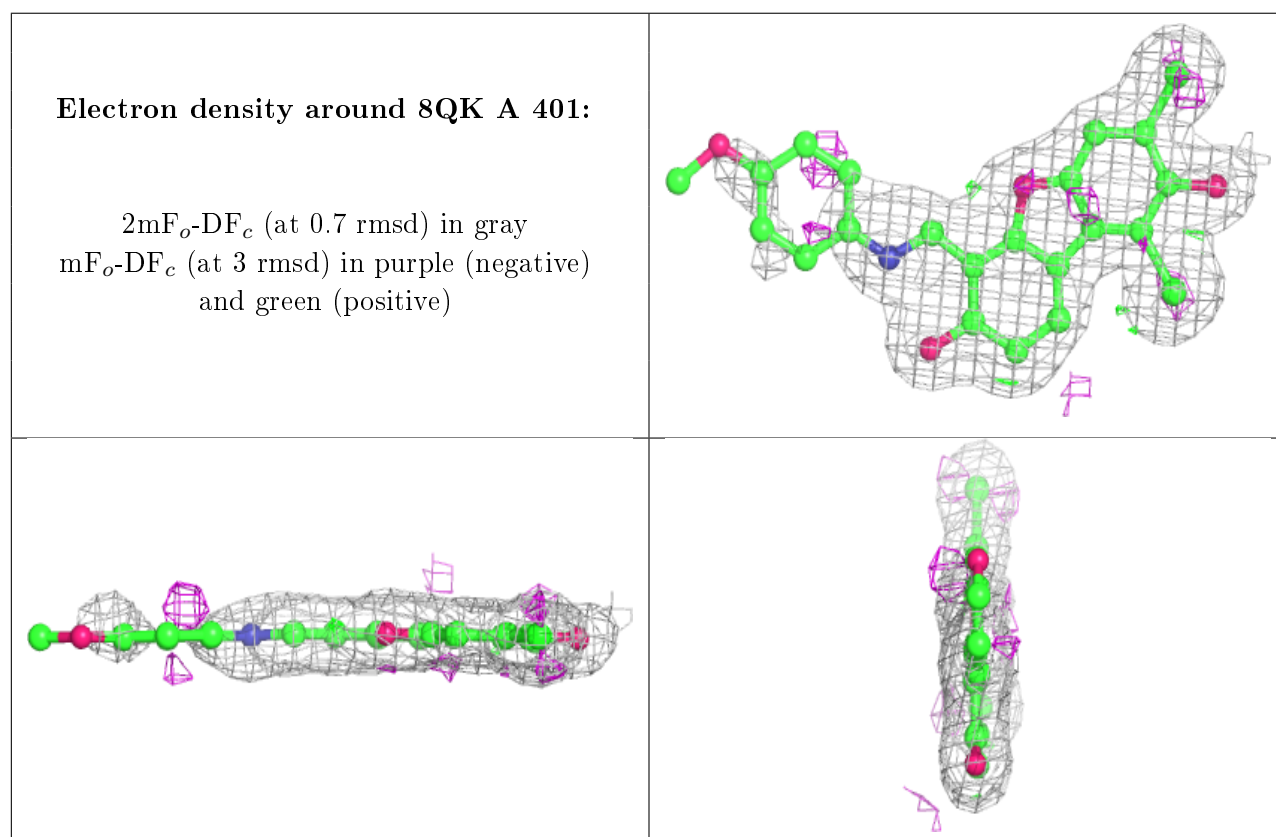 Electron density around 8QK A 401:
2mFo-DFc (at 0.7 rmsd) in gray
mFo-DFc (at 3 rmsd) in purple (negative)
and green (positive)